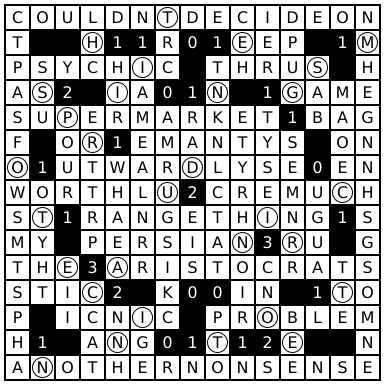 COULDNTDECIDEON
T H11R01EEP 1M
PSYCHIC THRUS H
AS2 IA01N 1GAME
SUPERMARKET1BAG
F OR1EMANTYS ON
O1UTWARDLYSE0EN
WORTHLU2CREMUCH
ST1RANGETHING1S
MY PERSIAN3RU G
THE3ARISTOCRATS
STIC2 K00IN 1TO
P ICNIC PROBLEM
H1 ANG01T12E N
ANOTHERNONSENSE